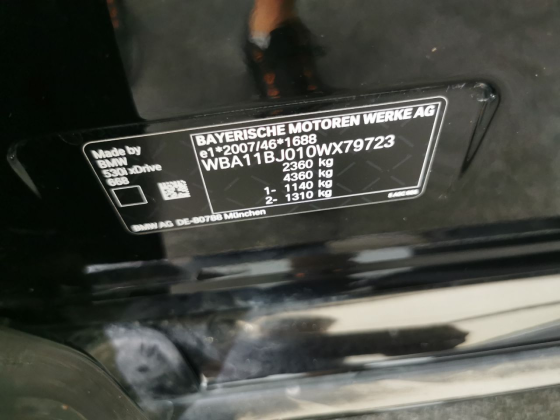 Made by
BMW
530i xDrive
668
BAYERISCHE MOTOREN WERKE AG
e1*2007/46*1688
WBA11BJ010WX79723
2360 kg
4360 kg
1- 1140 kg
2- 1310 kg
BMW AG DE-80788 München